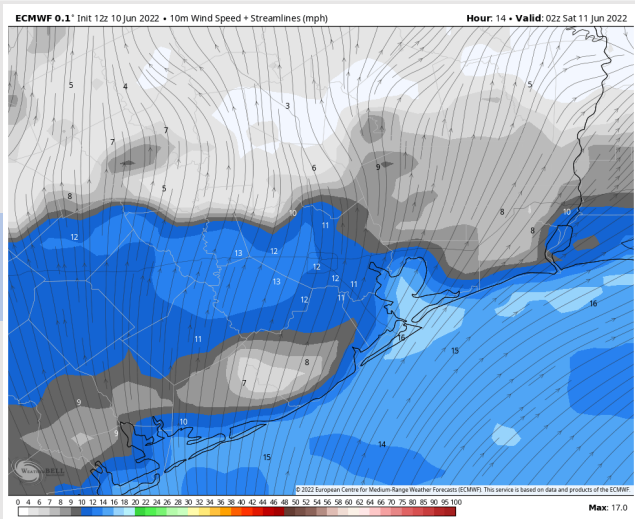 ECMWF 0.1° Init 12z 10 Jun 2022 • 10m Wind Speed + Streamlines (mph) Hour: 14 • Valid: 02z Sat 11 Jun 2022
5 4 5
3
7 7
6 9
5
8 8
10 11 10
8
12 13 12
12
13 12 11
12 11 16
11 16
15
8
7
9
10
9 14
15
WeatherBELL
© 2022 European Centre for Medium-Range Weather Forecasts (ECMWF). This service is based on data and products of the ECMWF.
0 4 6 8 9 10 12 14 16 18 20 22 24 26 28 30 32 34 36 38 40 42 44 46 48 50 52 54 56 58 60 62 64 66 70 75 80 85 90 95 100
Max: 17.0